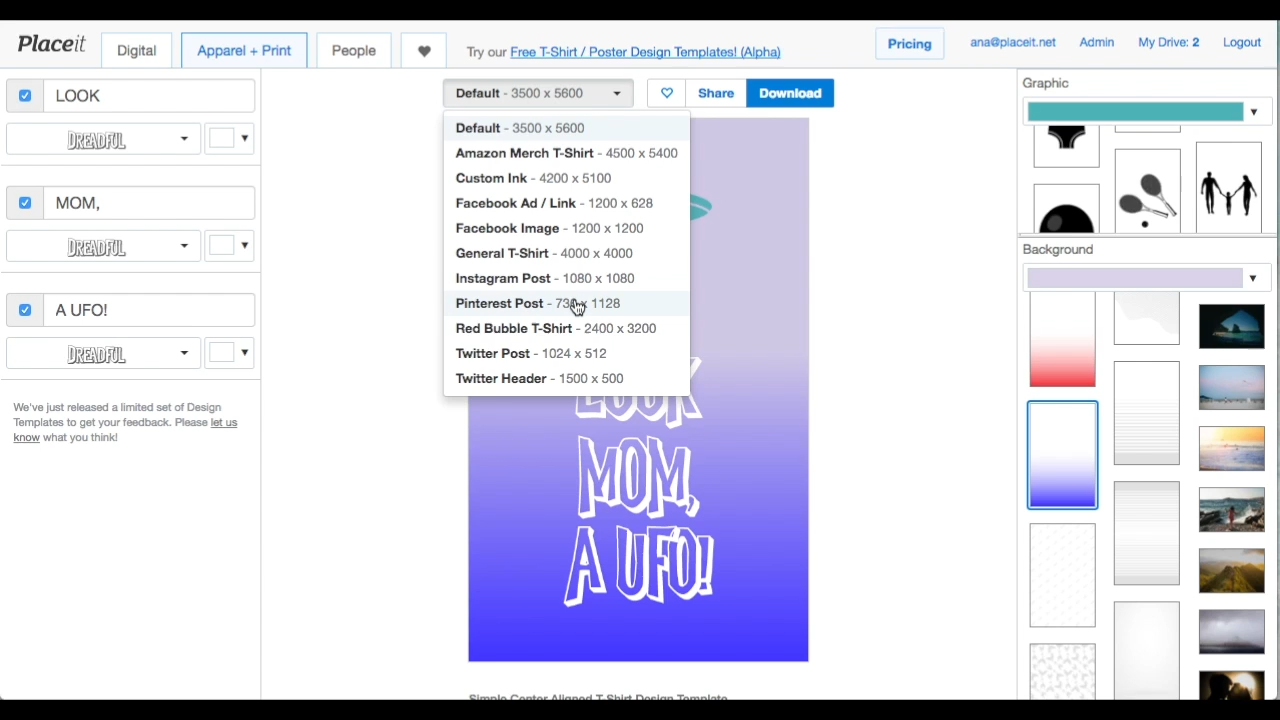 Placeit
Digital
Apparel + Print
People
Try our Free T-Shirt / Poster Design Templates! (Alpha)
Pricing
ana@placeit.net
Admin
My Drive: 2
Logout
LOOK
DREADFUL
MOM,
DREADFUL
A UFO!
DREADFUL
We've just released a limited set of Design
Templates to get your feedback. Please let us
know what you think!
Default - 3500 x 5600
Share
Download
Default - 3500 x 5600
Amazon Merch T-Shirt - 4500 x 5400
Custom Ink - 4200 x 5100
Facebook Ad / Link - 1200 x 628
Facebook Image - 1200 x 1200
General T-Shirt - 4000 x 4000
Instagram Post - 1080 x 1080
Pinterest Post - x 1128
Red Bubble T-Shirt - 2400 x 3200
Twitter Post - 1024 x 512
Twitter Header - 1500 x 500
LOOK
MOM,
A UFO!
Simple Center Aligned T-Shirt Design Template
Graphic
Background